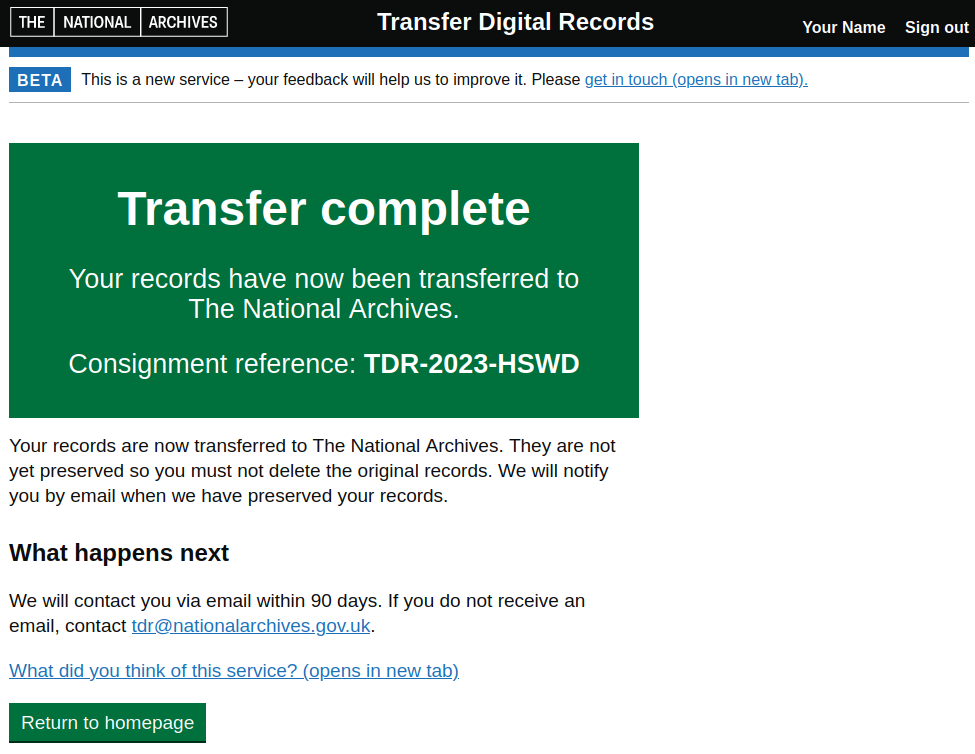 THE NATIONAL ARCHIVES Transfer Digital Records Your Name Sign out
BETA This is a new service – your feedback will help us to improve it. Please get in touch (opens in new tab).
Transfer complete
Your records have now been transferred to
The National Archives.
Consignment reference: TDR-2023-HSWD
Your records are now transferred to The National Archives. They are not
yet preserved so you must not delete the original records. We will notify
you by email when we have preserved your records.
What happens next
We will contact you via email within 90 days. If you do not receive an
email, contact tdr@nationalarchives.gov.uk.
What did you think of this service? (opens in new tab)
Return to homepage